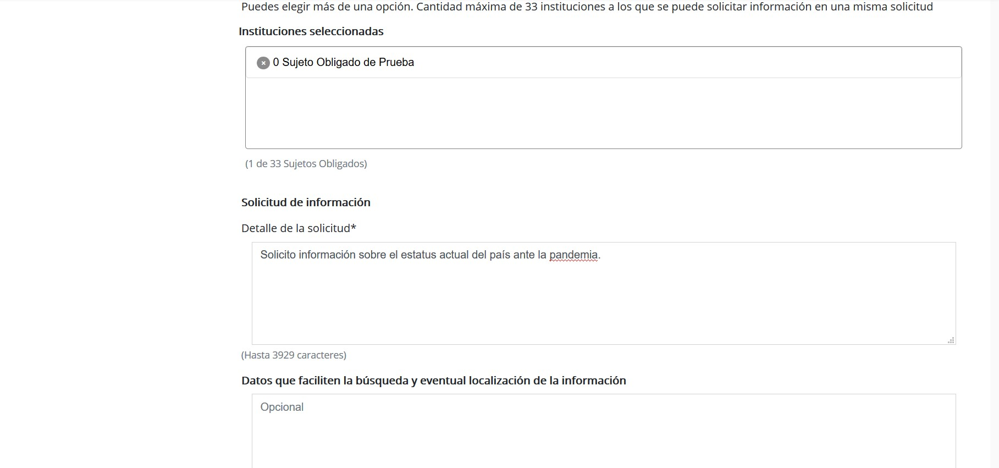 Puedes elegir más de una opción. Cantidad máxima de 33 instituciones a los que se puede solicitar información en una misma solicitud
Instituciones seleccionadas
× 0 Sujeto Obligado de Prueba
(1 de 33 Sujetos Obligados)
Solicitud de información
Detalle de la solicitud*
Solicito información sobre el estatus actual del país ante la pandemia.
(Hasta 3929 caracteres)
Datos que faciliten la búsqueda y eventual localización de la información
Opcional